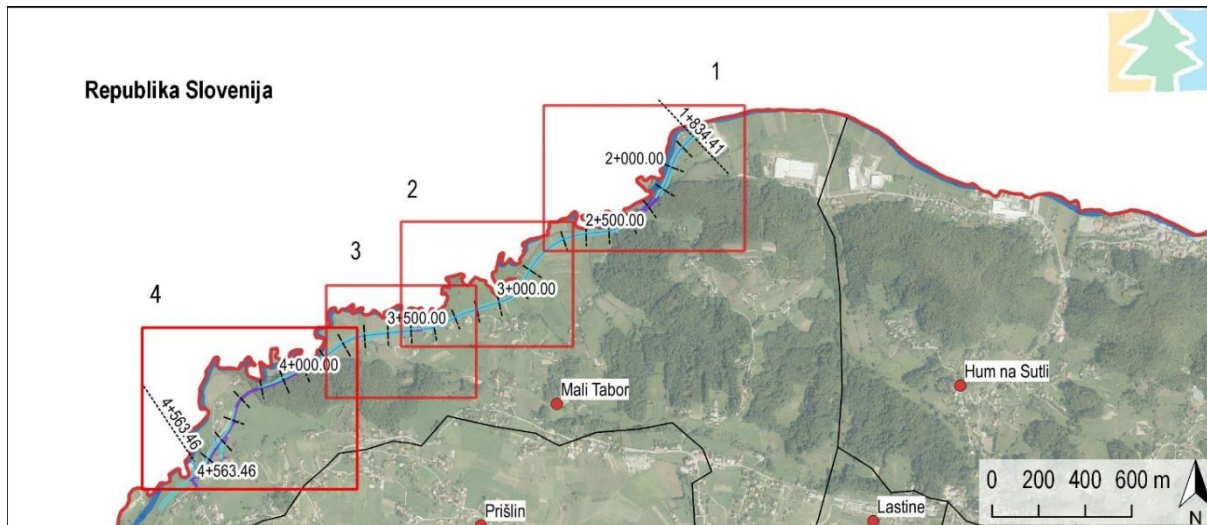 Republika Slovenija
1
1+834.41
2+000.00
2
2+500.00
3
3+000.00
4
3+500.00
4+000.00
Mali Tabor
Hum na Sutli
4+563.46
4+563.46
0 200 400 600 m
N
Prišlin
Lastine